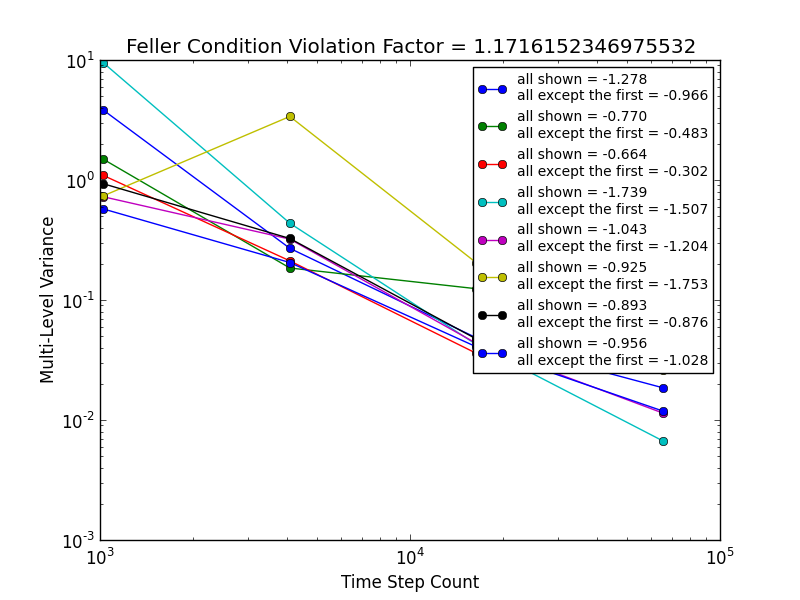 Feller Condition Violation Factor = 1.1716152346975532
10^1
10^0
10^-1
10^-2
10^-3
Multi-Level Variance
all shown = -1.278
all except the first = -0.966
all shown = -0.770
all except the first = -0.483
all shown = -0.664
all except the first = -0.302
all shown = -1.739
all except the first = -1.507
all shown = -1.043
all except the first = -1.204
all shown = -0.925
all except the first = -1.753
all shown = -0.893
all except the first = -0.876
all shown = -0.956
all except the first = -1.028
10^3
10^4
10^5
Time Step Count